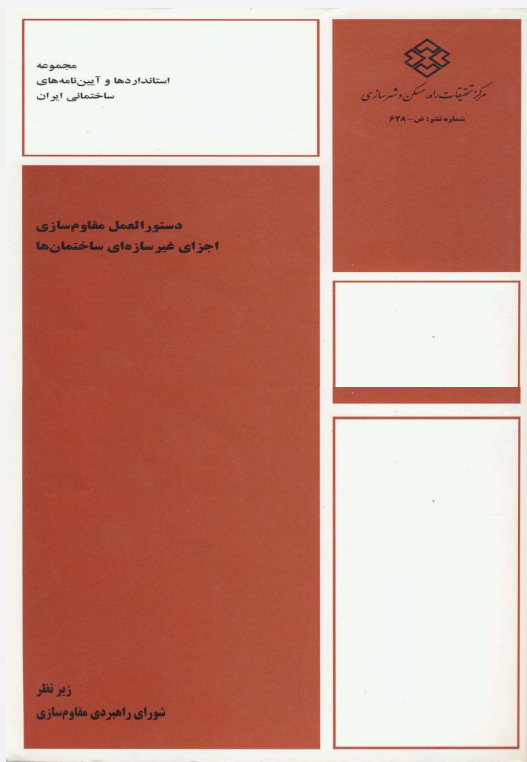 مرکز تحقیقات راه، مسکن و شهرسازی
شماره نشر: ض-۶۲۸
مجموعه
استانداردها و آیین‌نامه‌های
ساختمانی ایران
دستورالعمل مقاوم‌سازی
اجزای غیرسازه‌ای ساختمان‌ها
زیر نظر
شورای راهبردی مقاوم‌سازی